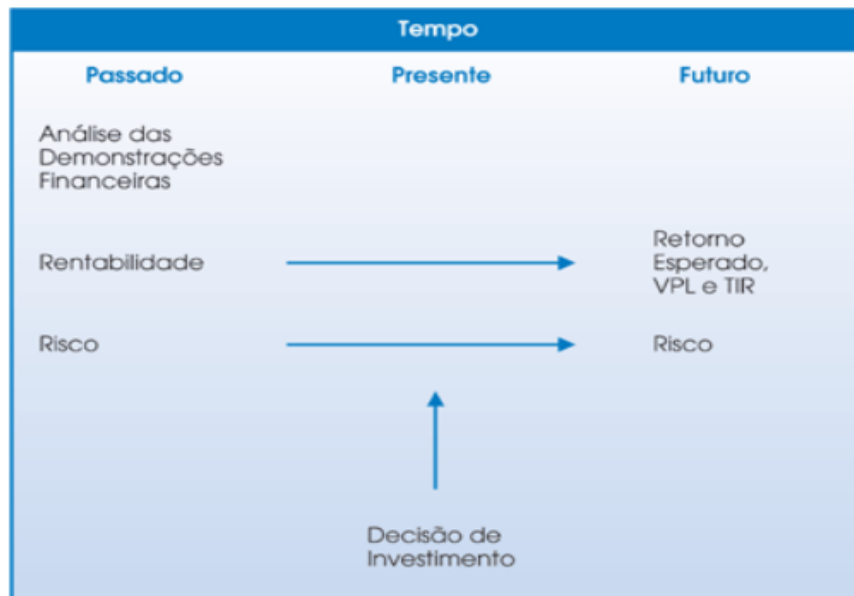 Tempo
Passado Presente Futuro
Análise das
Demonstrações
Financeiras
Rentabilidade
Retorno
Esperado,
VPL e TIR
Risco
Risco
Decisão de
Investimento